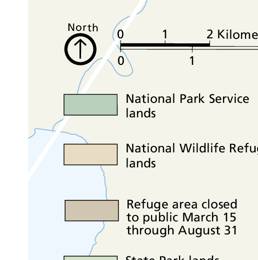 North
0 1 2 Kilome
0 1
National Park Service
lands
National Wildlife Refu
lands
Refuge area closed
to public March 15
through August 31
State Park lands